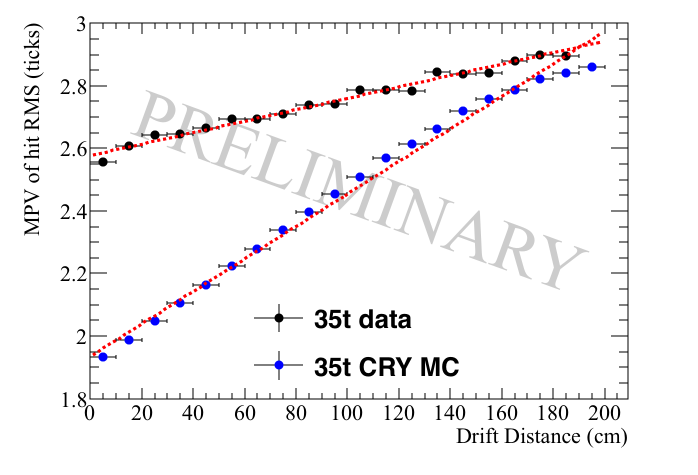 MPV of hit RMS (ticks)
3
2.8
2.6
2.4
2.2
2
1.8
PRELIMINARY
35t data
35t CRY MC
0 20 40 60 80 100 120 140 160 180 200
Drift Distance (cm)